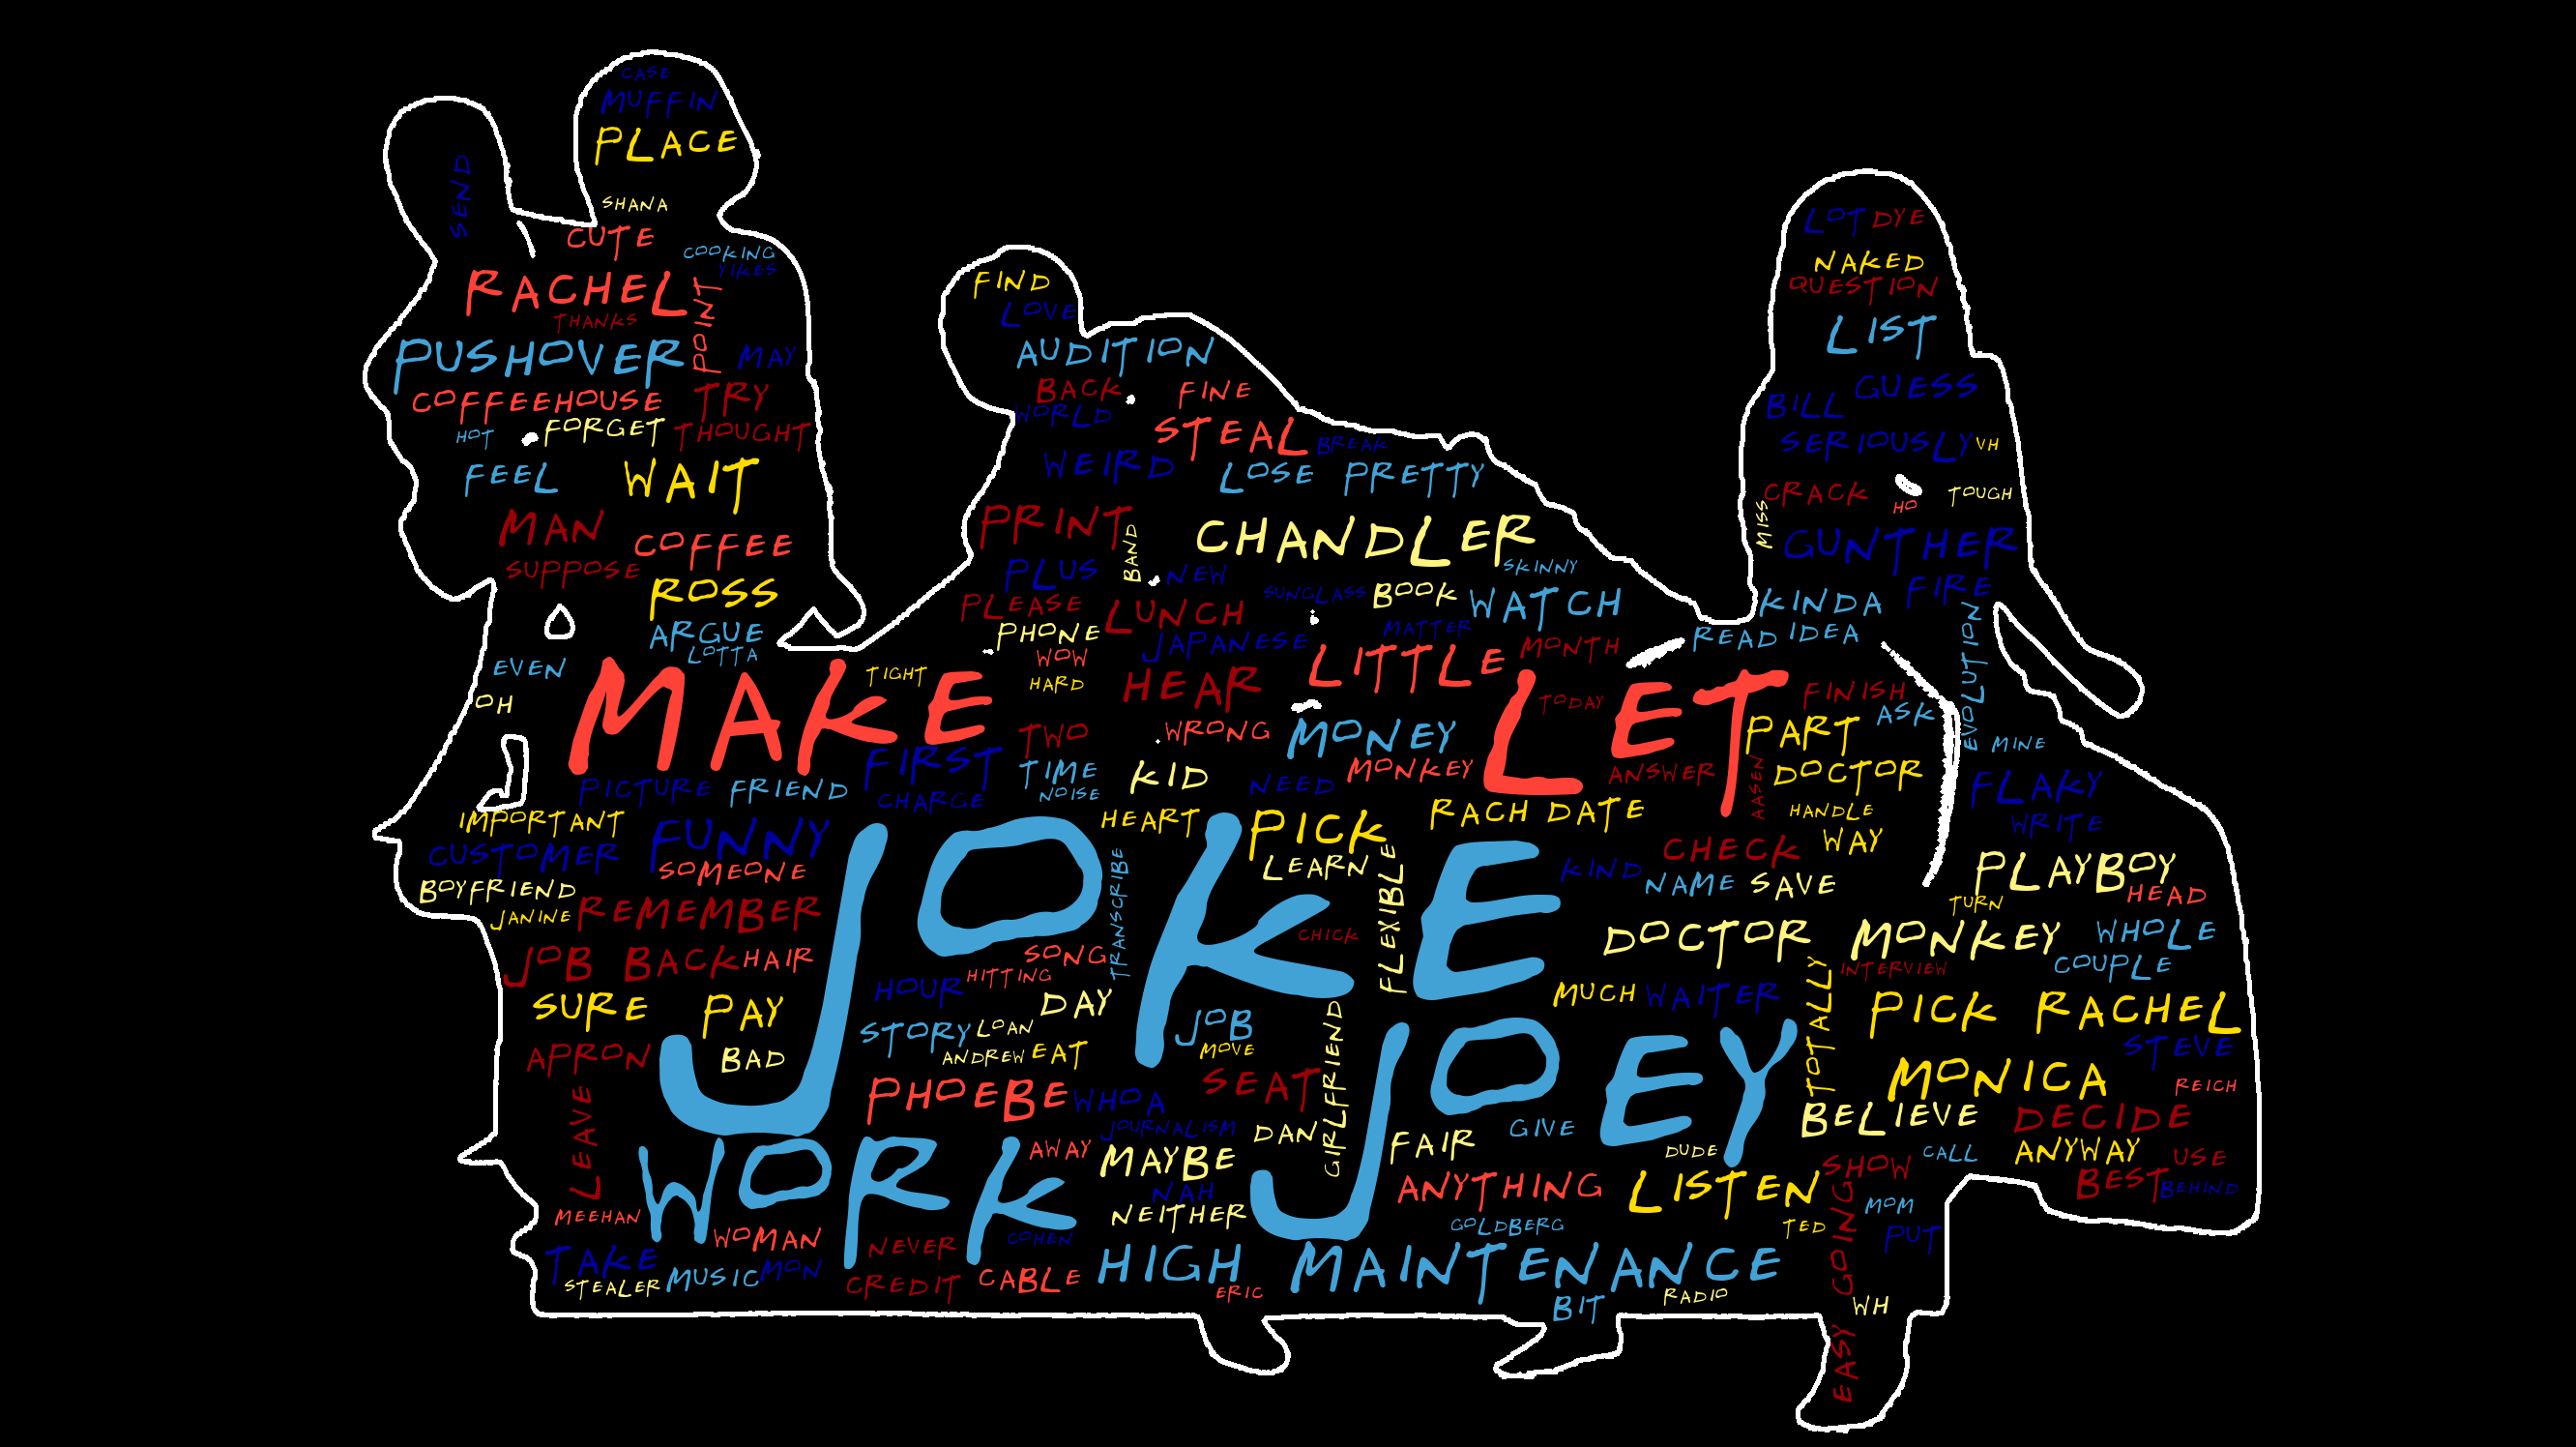 CASE
MUFFIN
PLACE
SEND
SHANA
CUTE
COOKING
YIKES
RACHEL
POINT
THANKS
PUSHOVER
MAY
COFFEEHOUSE
TRY
HOT
FORGET
THOUGHT
FEEL
WAIT
MAN
COFFEE
SUPPOSE
ROSS
ARGUE
LOTTA
EVEN
OH
FIND
LOVE
AUDITION
BACK
FINE
WORLD
STEAL
BREAK
WEIRD
LOSE
PRETTY
PRINT
BAND
CHANDLER
SKINNY
PLUS
NEW
SUNGLASS
BOOK
WATCH
PLEASE
LUNCH
PHONE
JAPANESE
MATTER
MONTH
WOW
LITTLE
HARD
HEAR
LOT
DYE
NAKED
QUESTION
LIST
GUESS
BILL
SERIOUSLY
VH
CRACK
HO
TOUGH
MISS
GUNTHER
FIRE
KINDA
READ
IDEA
EVOLUTION
MAKE
TIGHT
LET
TODAY
FINISH
TWO
WRONG
MONEY
PART
ASK
MINE
FIRST
TIME
NOISE
KID
NEED
MONKEY
ANSWER
AASEN
DOCTOR
FLAKY
PICTURE
FRIEND
CHARGE
HEART
PICK
RACH
DATE
HANDLE
WRITE
IMPORTANT
CUSTOMER
FUNNY
SOMEONE
LEARN
FLEXIBLE
CHECK
WAY
BOYFRIEND
JANINE
REMEMBER
JOKE
TRANSCRIBE
CHICK
KIND
NAME
SAVE
PLAYBOY
HEAD
TURN
JOB
BACK
HAIR
SONG
HITTING
DOCTOR MONKEY
WHOLE
INTERVIEW
COUPLE
SURE
PAY
HOUR
DAY
MUCH
WAITER
TOTALLY
PICK RACHEL
STORY
LOAN
JOB
MOVE
GIRLFRIEND
APRON
BAD
ANDREW
EAT
STEVE
LEAVE
PHOEBE
WHOA
SEAT
JOEY
MONICA
REICH
JOURNALISM
DAN
FAIR
GIVE
BELIEVE
DECIDE
WORK
AWAY
MAYBE
DUDE
SHOW
CALL
ANYWAY
USE
NAH
ANYTHING
LISTEN
BEST
BEHIND
MEEHAN
WOMAN
NEITHER
GOLDBERG
TED
MOM
NEVER
COHEN
PUT
TAKE
STEALER
MUSIC
MON
CREDIT
CABLE
HIGH MAINTENANCE
ERIC
BIT
RADIO
WH
EASY GOING